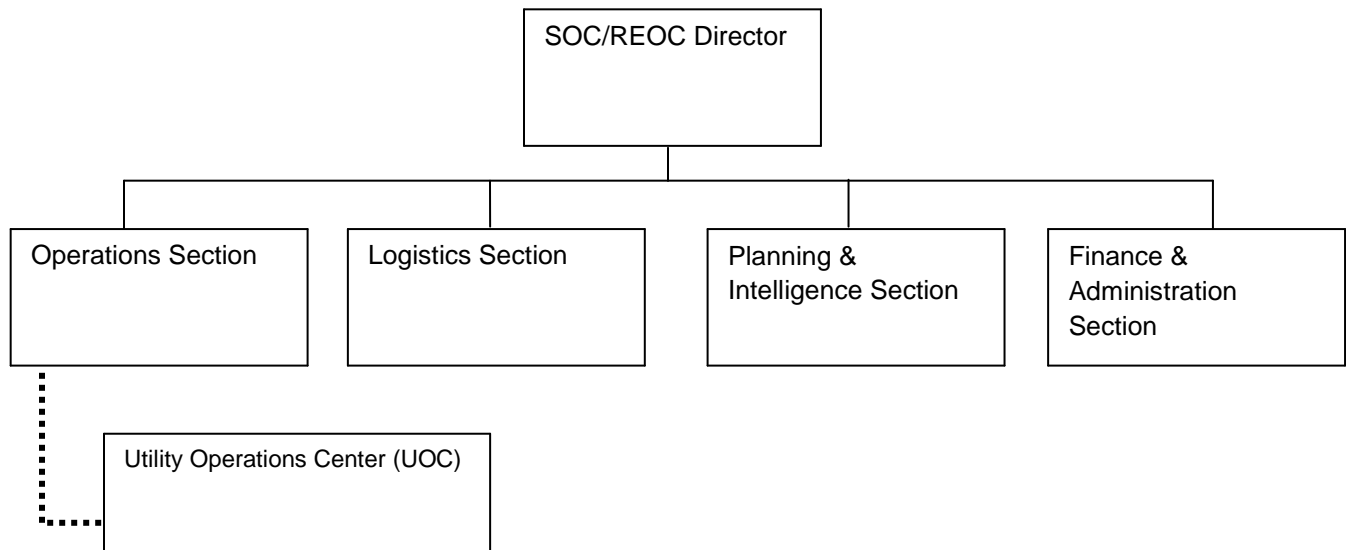 SOC/REOC Director
Operations Section
Logistics Section
Planning &
Intelligence Section
Finance &
Administration
Section
Utility Operations Center (UOC)